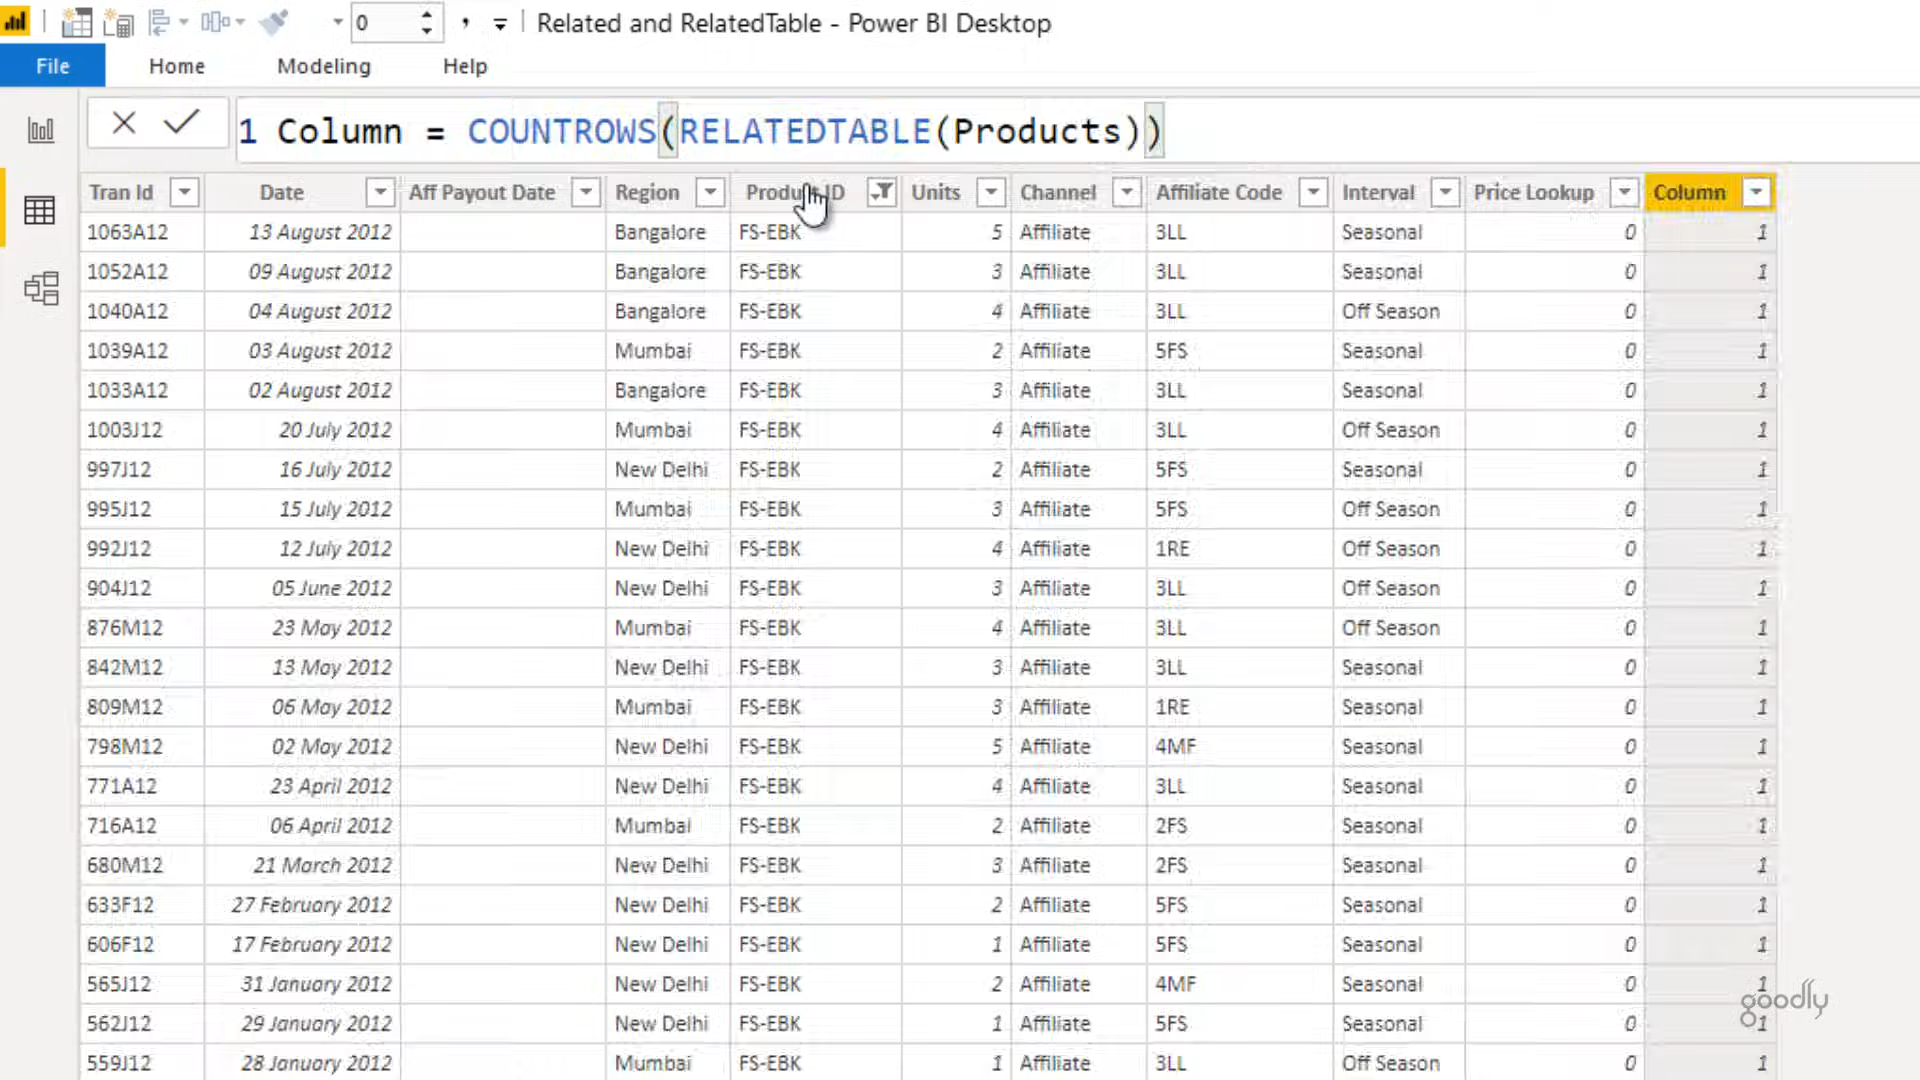 0 , Related and RelatedTable - Power BI Desktop
File Home Modeling Help
1 Column = COUNTROWS(RELATEDTABLE(Products))
Tran Id Date Aff Payout Date Region Product ID Units Channel Affiliate Code Interval Price Lookup Column
1063A12 13 August 2012 Bangalore FS-EBK 5 Affiliate 3LL Seasonal 0 1
1052A12 09 August 2012 Bangalore FS-EBK 3 Affiliate 3LL Seasonal 0 1
1040A12 04 August 2012 Bangalore FS-EBK 4 Affiliate 3LL Off Season 0 1
1039A12 03 August 2012 Mumbai FS-EBK 2 Affiliate 5FS Seasonal 0 1
1033A12 02 August 2012 Bangalore FS-EBK 3 Affiliate 3LL Seasonal 0 1
1003J12 20 July 2012 Mumbai FS-EBK 4 Affiliate 3LL Off Season 0 1
997J12 16 July 2012 New Delhi FS-EBK 2 Affiliate 5FS Seasonal 0 1
995J12 15 July 2012 Mumbai FS-EBK 3 Affiliate 5FS Off Season 0 1
992J12 12 July 2012 New Delhi FS-EBK 4 Affiliate 1RE Off Season 0 1
904J12 05 June 2012 New Delhi FS-EBK 3 Affiliate 3LL Off Season 0 1
876M12 23 May 2012 Mumbai FS-EBK 4 Affiliate 3LL Off Season 0 1
842M12 13 May 2012 New Delhi FS-EBK 3 Affiliate 3LL Seasonal 0 1
809M12 06 May 2012 Mumbai FS-EBK 3 Affiliate 1RE Seasonal 0 1
798M12 02 May 2012 New Delhi FS-EBK 5 Affiliate 4MF Seasonal 0 1
771A12 23 April 2012 New Delhi FS-EBK 4 Affiliate 3LL Seasonal 0 1
716A12 06 April 2012 Mumbai FS-EBK 2 Affiliate 2FS Seasonal 0 1
680M12 21 March 2012 New Delhi FS-EBK 3 Affiliate 2FS Seasonal 0 1
633F12 27 February 2012 New Delhi FS-EBK 2 Affiliate 5FS Seasonal 0 1
606F12 17 February 2012 New Delhi FS-EBK 1 Affiliate 5FS Seasonal 0 1
565J12 31 January 2012 New Delhi FS-EBK 2 Affiliate 4MF Seasonal 0 1
goodly
562J12 29 January 2012 New Delhi FS-EBK 1 Affiliate 5FS Seasonal 0 1
559J12 28 January 2012 Mumbai FS-EBK 1 Affiliate 3LL Off Season 0 1